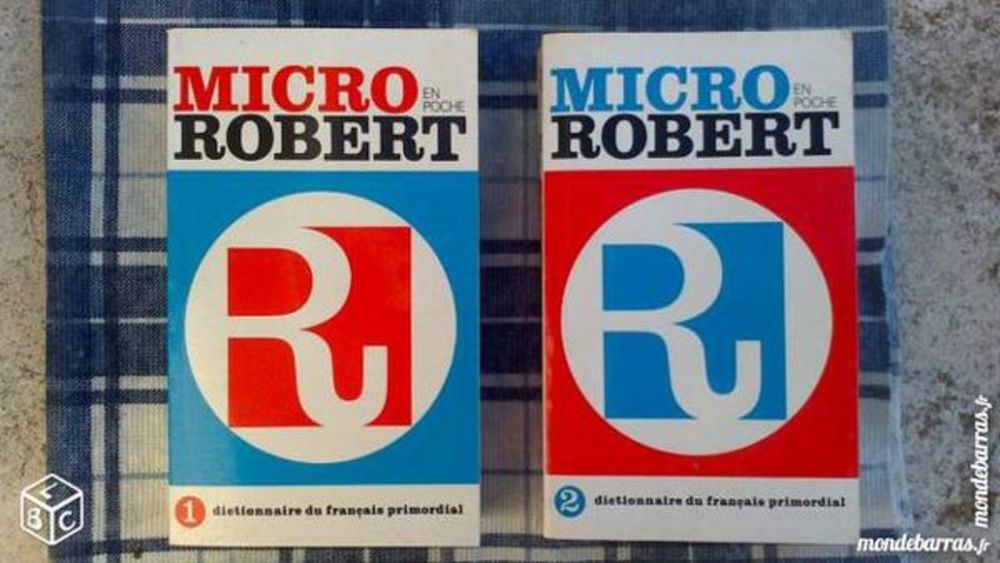 MICRO EN POCHE
ROBERT
R
1 dictionnaire du français primordial
MICRO EN POCHE
ROBERT
R
2 dictionnaire du français primordial
LBC
mondebarras.fr
mondebarras.fr